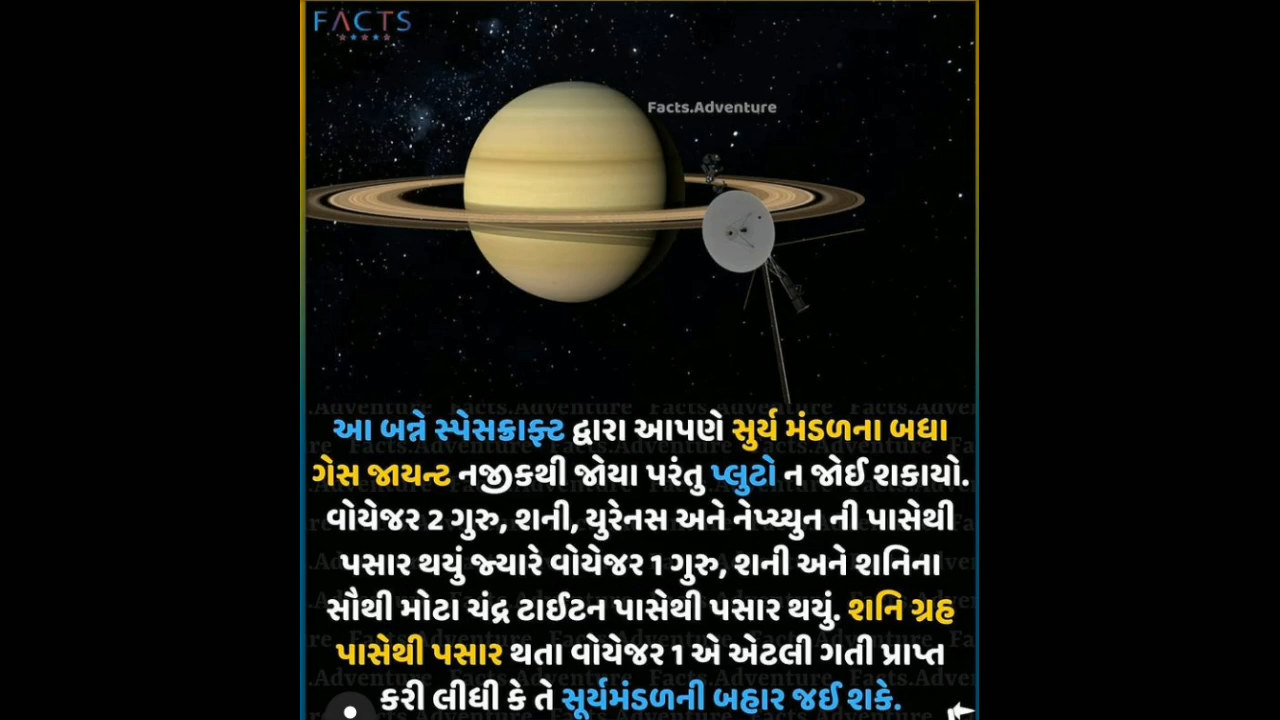 FACTS
Facts.Adventure
આ બન્ને સ્પેસક્રાફ્ટ દ્વારા આપણે સુર્ય મંડળના બધા
ગેસ જાયન્ટ નજીકથી જોયા પરંતુ પ્લુટો ન જોઈ શકાયો.
વોયેજર 2 ગુરુ, શની, યુરેનસ અને નેપ્ચ્યુન ની પાસેથી
પસાર થયું જ્યારે વોયેજર 1 ગુરુ, શની અને શનિના
સૌથી મોટા ચંદ્ર ટાઈટન પાસેથી પસાર થયું. શનિ ગ્રહ
પાસેથી પસાર થતા વોયેજર 1 એ એટલી ગતી પ્રાપ્ત
કરી લીધી કે તે સૂર્યમંડળની બહાર જઈ શકે.